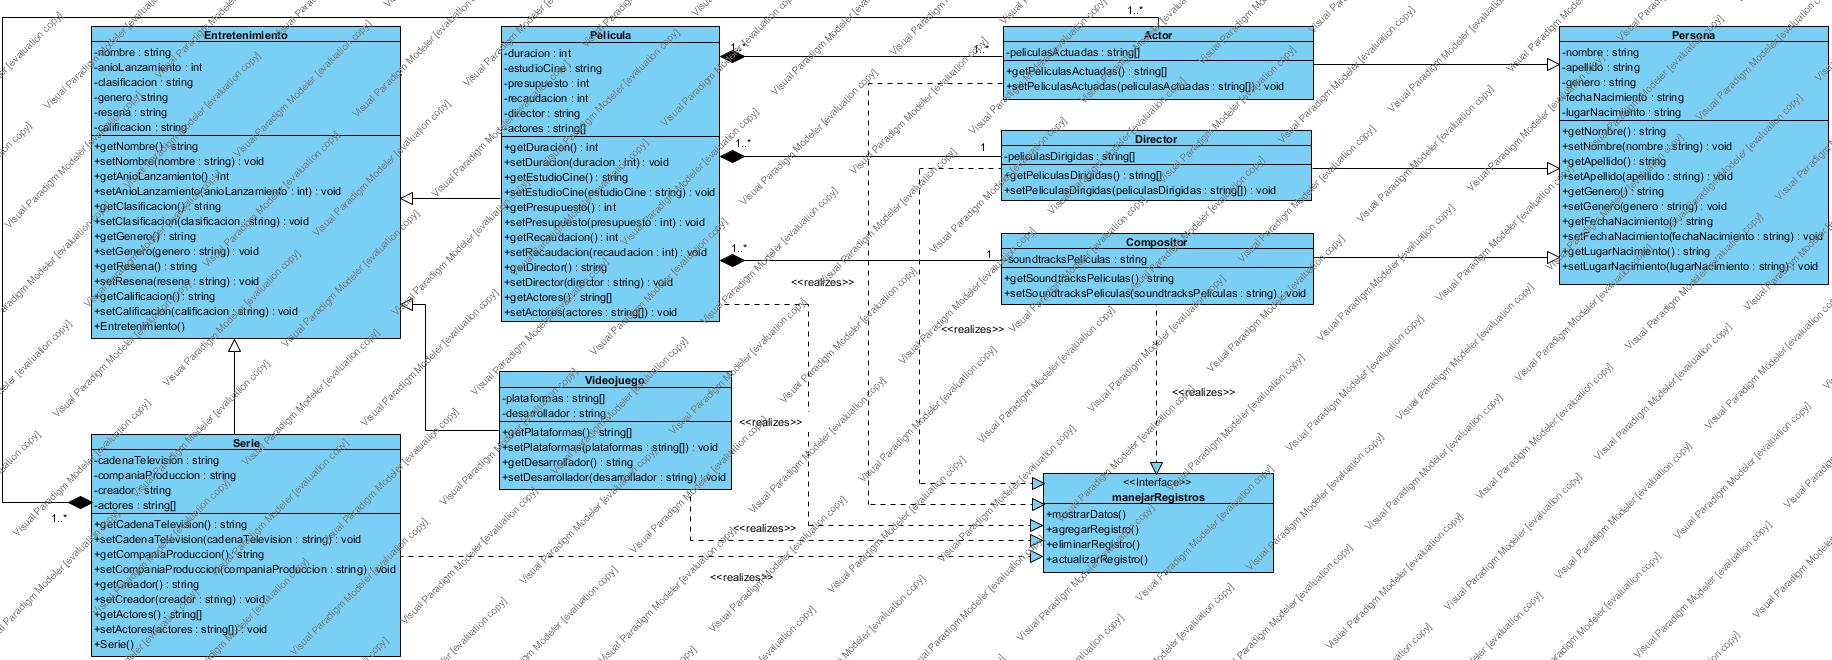 1..*
Entretenimiento
-nombre : string
-anioLanzamiento : int
-clasificacion : string
-genero : string
-resena : string
-calificacion : string
+getNombre() : string
+setNombre(nombre : string) : void
+getAnioLanzamiento() : int
+setAnioLanzamiento(anioLanzamiento : int) : void
+getClasificacion() : string
+setClasificacion(clasificacion : string) : void
+getGenero() : string
+setGenero(genero : string) : void
+getResena() : string
+setResena(resena : string) : void
+getCalificacion() : string
+setCalificacion(calificacion : string) : void
+Entretenimiento()
Pelicula
-duracion : int
-estudioCine : string
-presupuesto : int
-recaudacion : int
-director : string
-actores : string[]
+getDuracion() : int
+setDuracion(duracion : int) : void
+getEstudioCine() : string
+setEstudioCine(estudioCine : string) : void
+getPresupuesto() : int
+setPresupuesto(presupuesto : int) : void
+getRecaudacion() : int
+setRecaudacion(recaudacion : int) : void
+getDirector() : string
+setDirector(director : string) : void
+getActores() : string[]
+setActores(actores : string[]) : void
1..*
1..*
1..*
1
1..*
1
Actor
-peliculasActuadas : string[]
+getPeliculasActuadas() : string[]
+setPeliculasActuadas(peliculasActuadas : string[]) : void
Director
-peliculasDirigidas : string[]
+getPeliculasDirigidas() : string[]
+setPeliculasDirigidas(peliculasDirigidas : string[]) : void
Compositor
-soundtracksPeliculas : string
+getSoundtracksPeliculas() : string
+setSoundtracksPeliculas(soundtracksPeliculas : string) : void
Persona
-nombre : string
-apellido : string
-genero : string
-fechaNacimiento : string
-lugarNacimiento : string
+getNombre() : string
+setNombre(nombre : string) : void
+getApellido() : string
+setApellido(apellido : string) : void
+getGenero() : string
+setGenero(genero : string) : void
+getFechaNacimiento() : string
+setFechaNacimiento(fechaNacimiento : string) : void
+getLugarNacimiento() : string
+setLugarNacimiento(lugarNacimiento : string) : void
<<realizes>>
<<realizes>>
<<realizes>>
<<realizes>>
<<realizes>>
<<realizes>>
Videojuego
-plataformas : string[]
-desarrollador : string
+getPlataformas() : string[]
+setPlataformas(plataformas : string[]) : void
+getDesarrollador() : string
+setDesarrollador(desarrollador : string) : void
Serie
-cadenaTelevision : string
-companiaProduccion : string
-creador : string
-actores : string[]
+getCadenaTelevision() : string
+setCadenaTelevision(cadenaTelevision : string) : void
+getCompaniaProduccion() : string
+setCompaniaProduccion(companiaProduccion : string) : void
+getCreador() : string
+setCreador(creador : string) : void
+getActores() : string[]
+setActores(actores : string[]) : void
+Serie()
1..*
<<Interface>>
manejarRegistros
+mostrarDatos()
+agregarRegistro()
+eliminarRegistro()
+actualizarRegistro()
Visual Paradigm Modeler [evaluation copy]